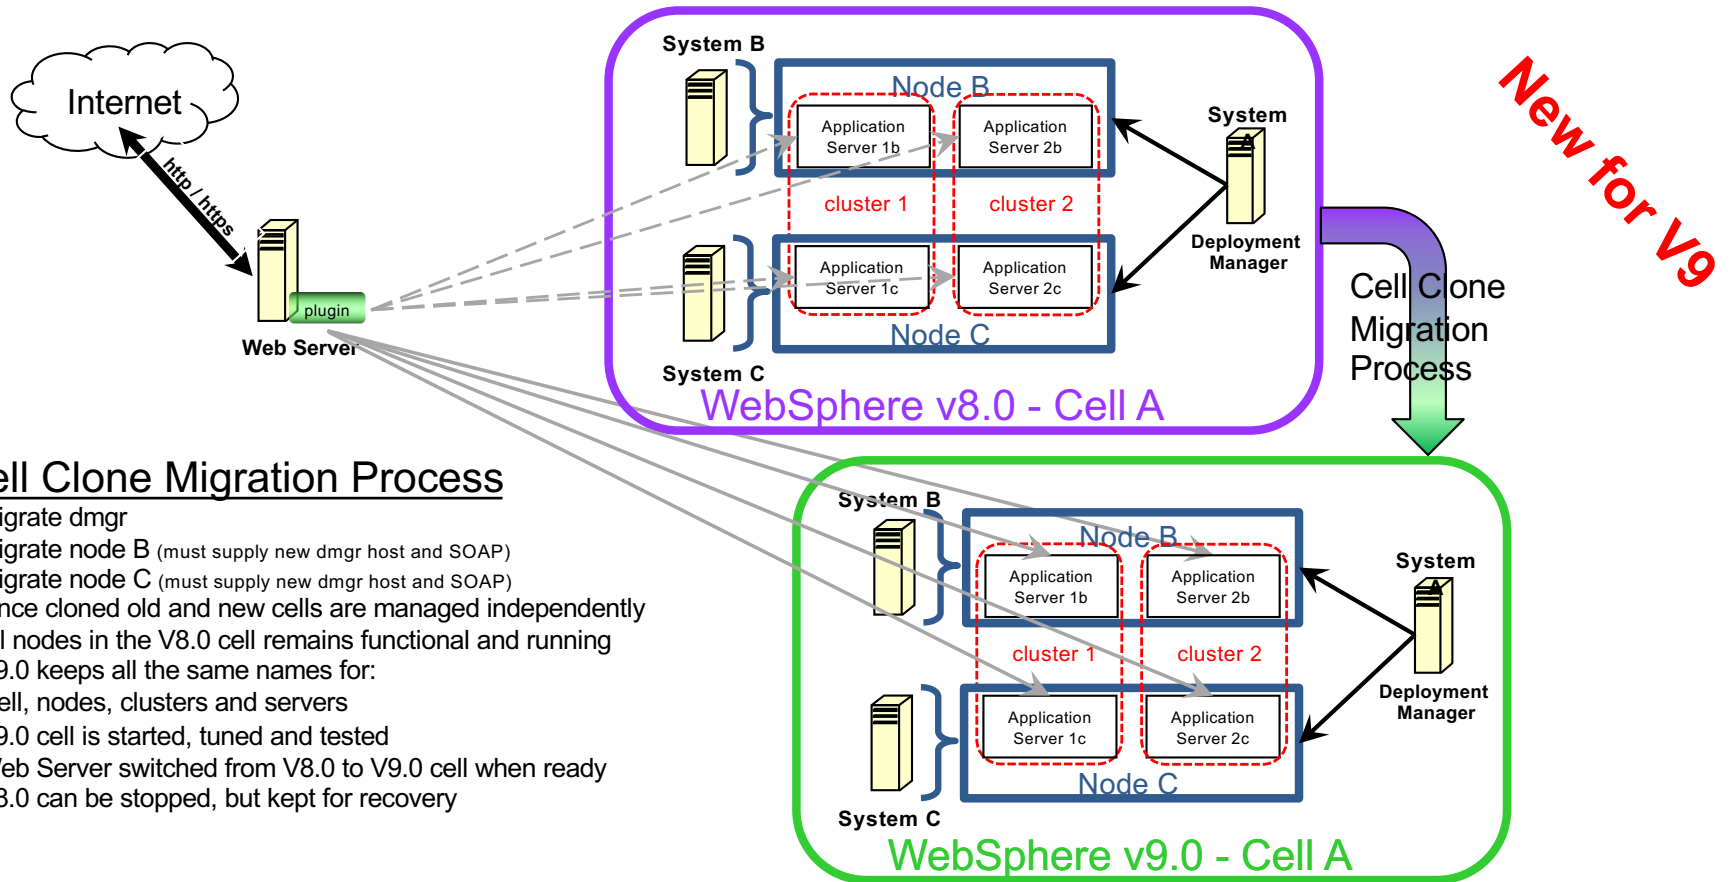 Internet
http / https
plugin
Web Server
System B
Node B
Application
Server 1b
Application
Server 2b
cluster 1
cluster 2
Application
Server 1c
Application
Server 2c
Node C
System C
System
A
Deployment
Manager
WebSphere v8.0 - Cell A
New for V9
Cell Clone
Migration
Process
ell Clone Migration Process
igrate dmgr
igrate node B (must supply new dmgr host and SOAP)
igrate node C (must supply new dmgr host and SOAP)
nce cloned old and new cells are managed independently
ll nodes in the V8.0 cell remains functional and running
9.0 keeps all the same names for:
ell, nodes, clusters and servers
9.0 cell is started, tuned and tested
Web Server switched from V8.0 to V9.0 cell when ready
8.0 can be stopped, but kept for recovery
System B
Node B
Application
Server 1b
Application
Server 2b
cluster 1
cluster 2
Application
Server 1c
Application
Server 2c
Node C
System C
System
A
Deployment
Manager
WebSphere v9.0 - Cell A